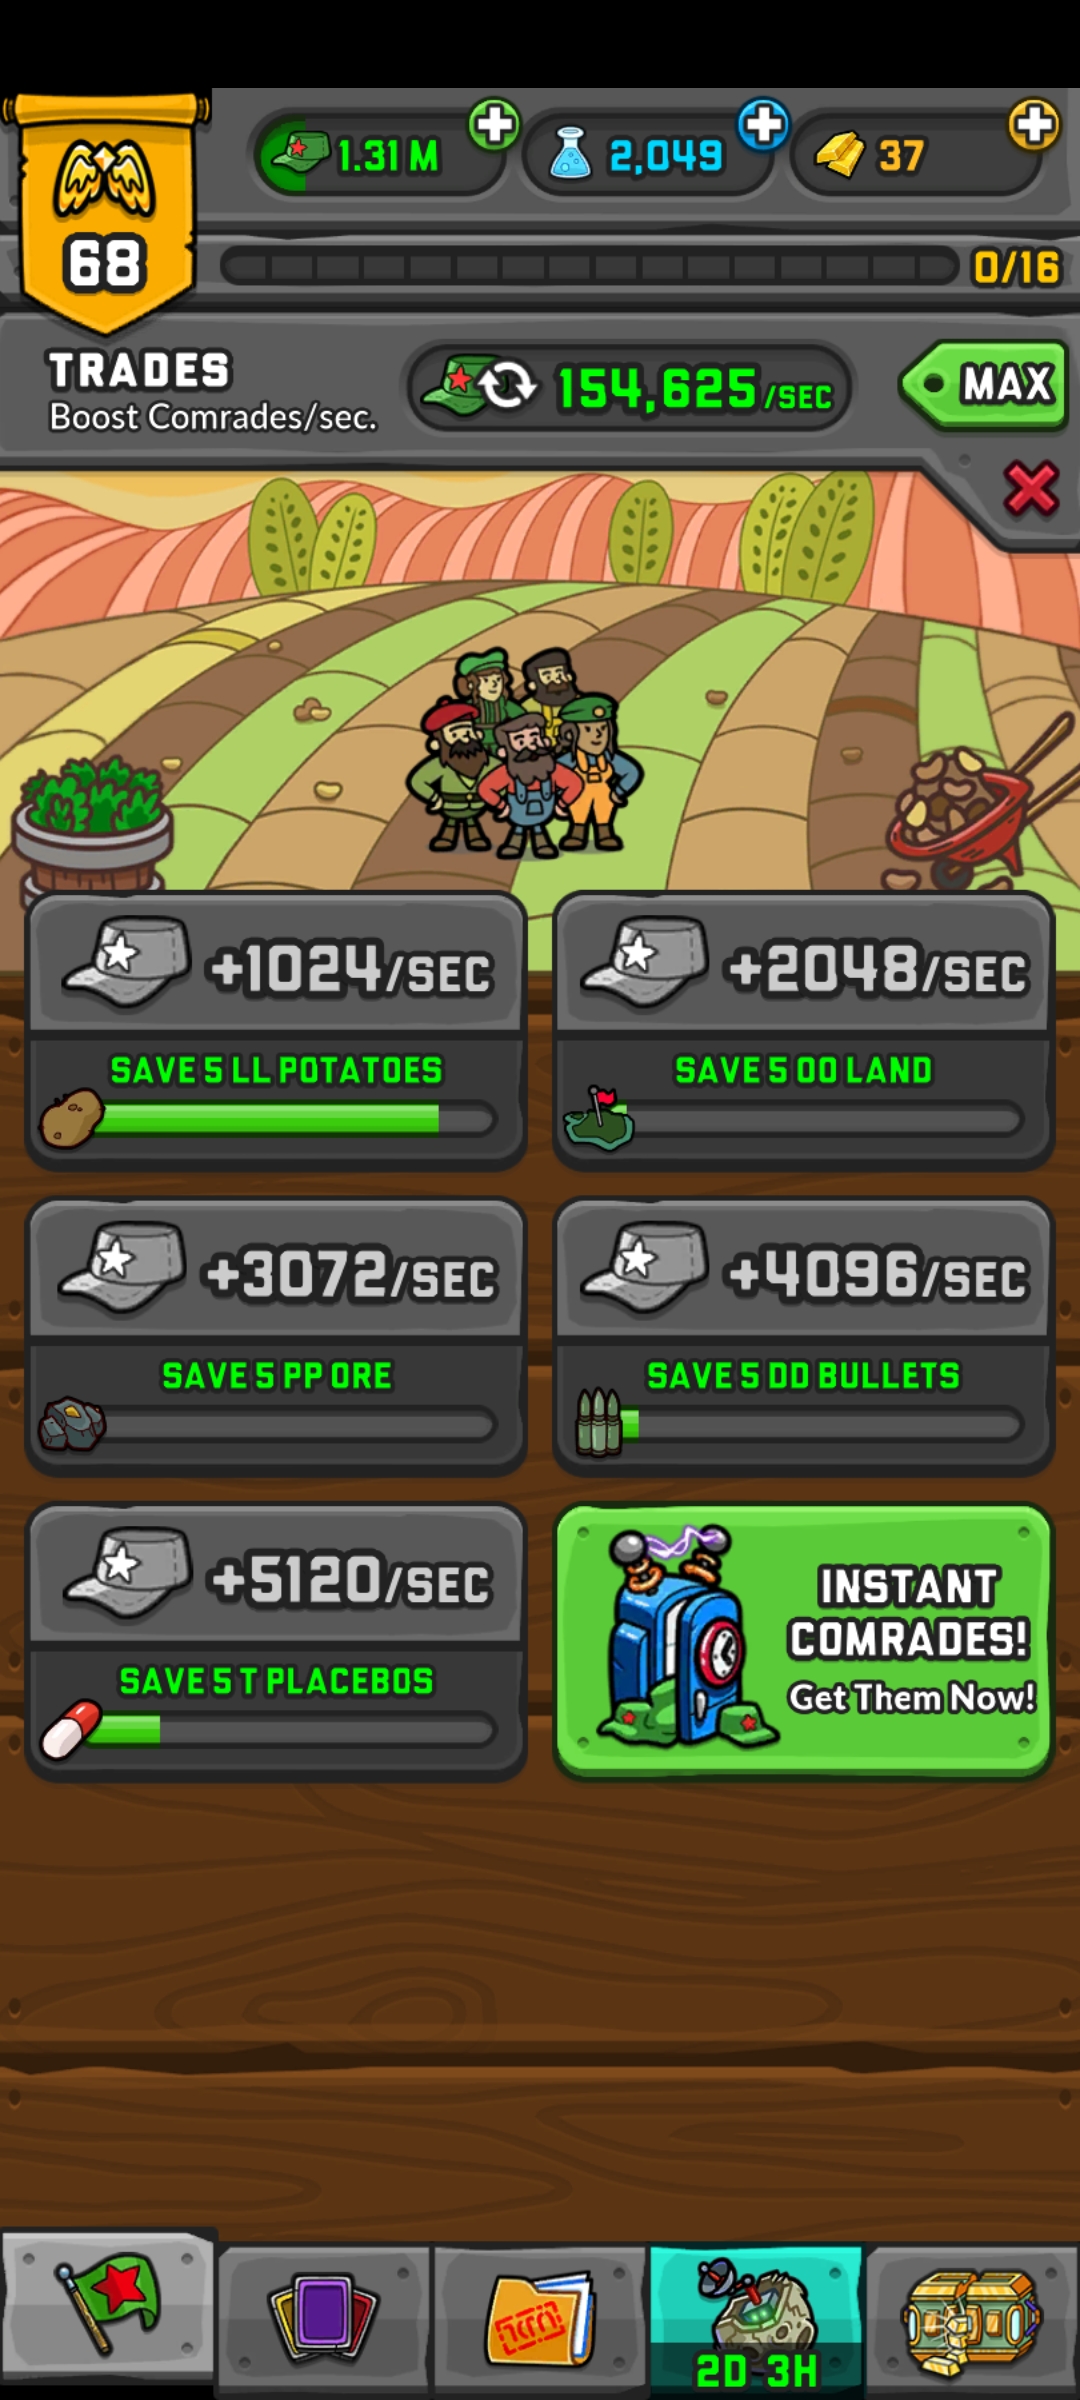 1.31 M
2,049
37
68
0/16
TRADES
Boost Comrades/sec.
154,625/SEC
MAX
+1024/SEC
+2048/SEC
SAVE 5 LL POTATOES
SAVE 5 OO LAND
+3072/SEC
+4096/SEC
SAVE 5 PP ORE
SAVE 5 DD BULLETS
+5120/SEC
SAVE 5 T PLACEBOS
INSTANT
COMRADES!
Get Them Now!
2D 3H